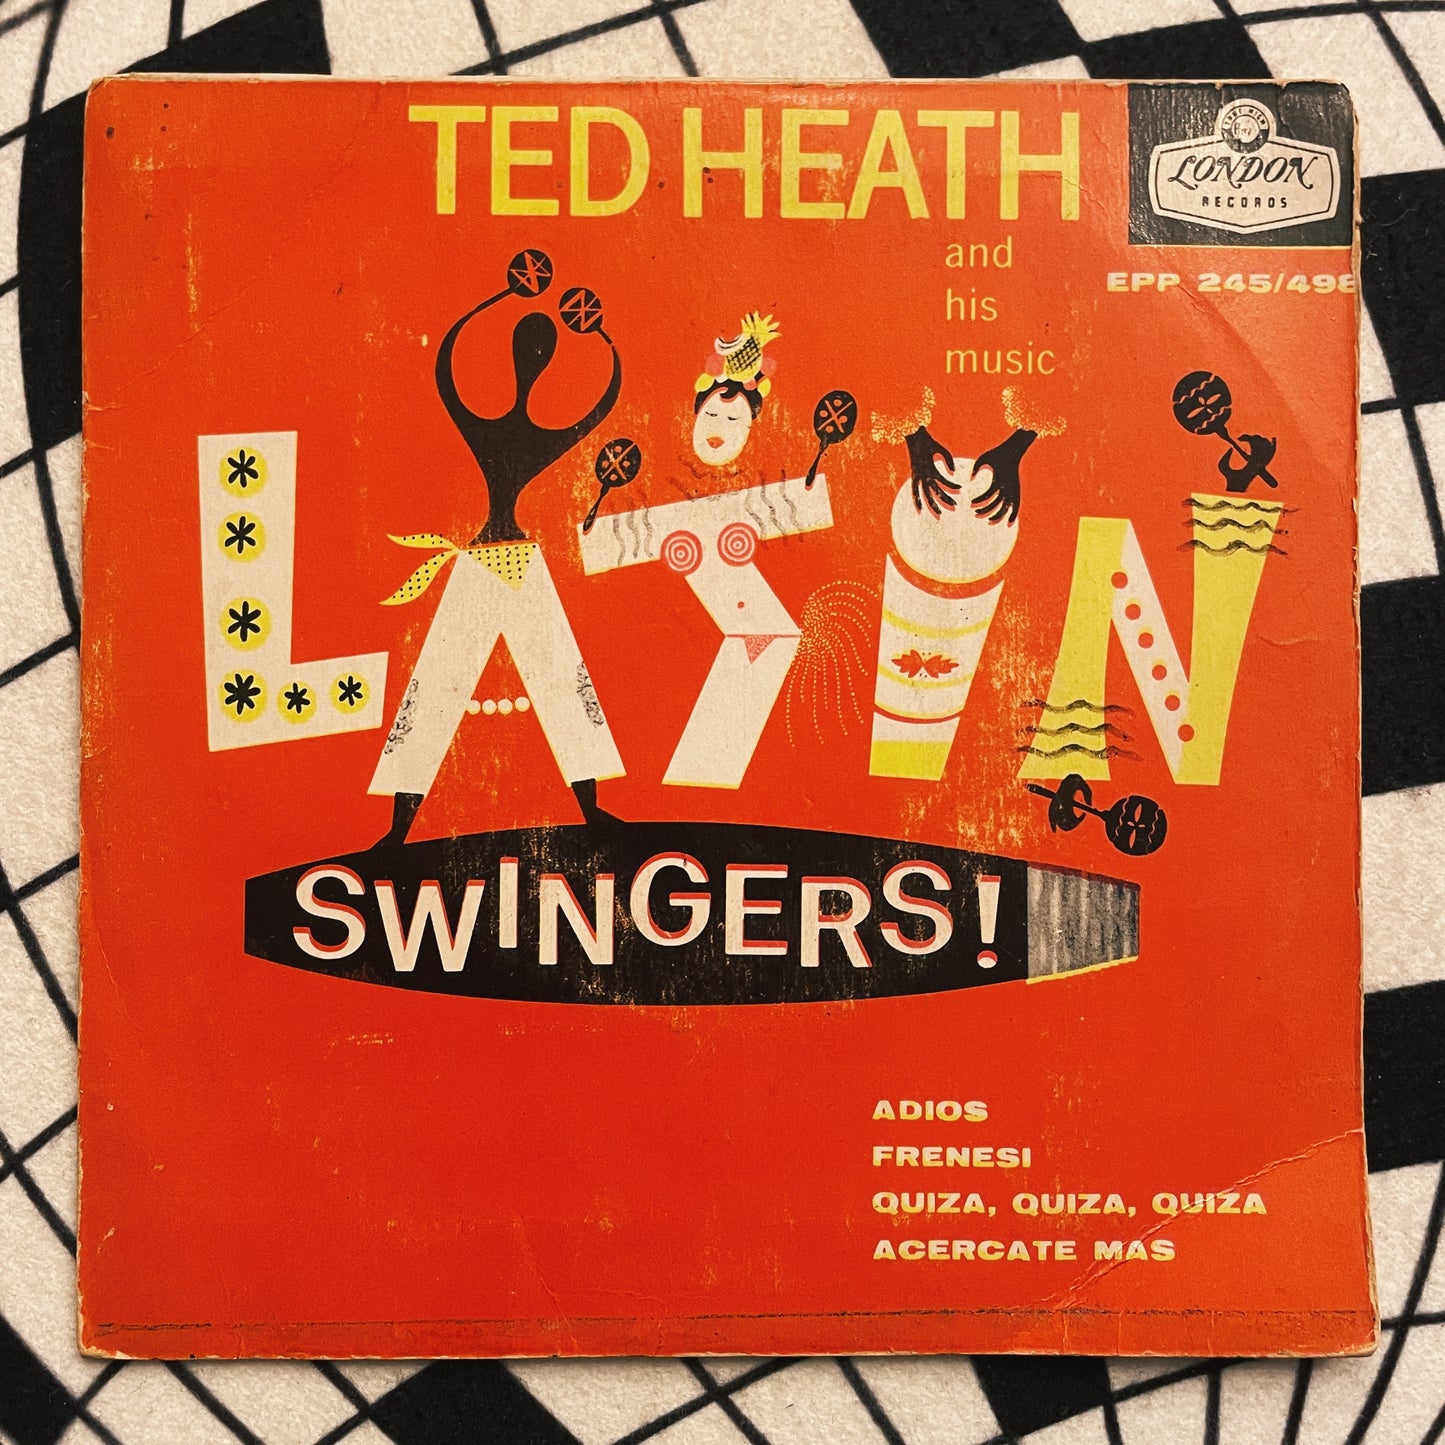 TED HEATH
and
his
music
LONDON
RECORDS
EPP 245/498
LATIN
SWINGERS!
ADIOS
FRENESI
QUIZA, QUIZA, QUIZA
ACERCATE MAS